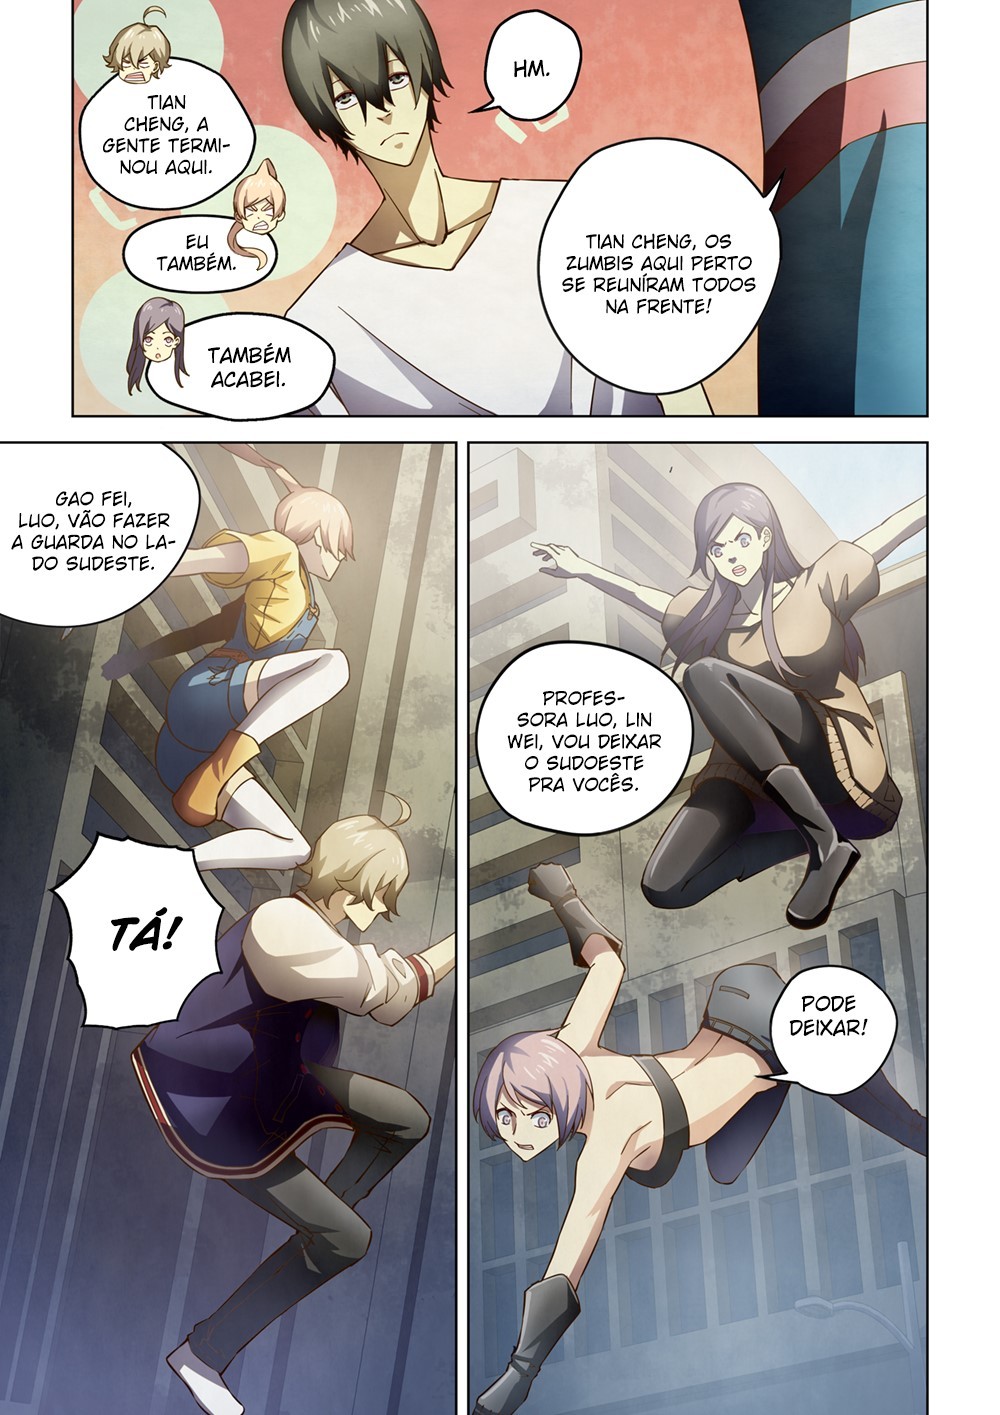 TIAN
CHENG, A
GENTE TERMI-
NOU AQUI.
EU
TAMBÉM.
TAMBÉM
ACABEI.
HM.
TIAN CHENG, OS
ZUMBIS AQUI PERTO
SE REUNÍRAM TODOS
NA FRENTE!
GAO FEI,
LUO, VÃO FAZER
A GUARDA NO LA-
DO SUDESTE.
TÁ!
PROFES-
SORA LUO, LIN
WEI, VOU DEIXAR
O SUDOESTE
PRA VOCÊS.
PODE
DEIXAR!